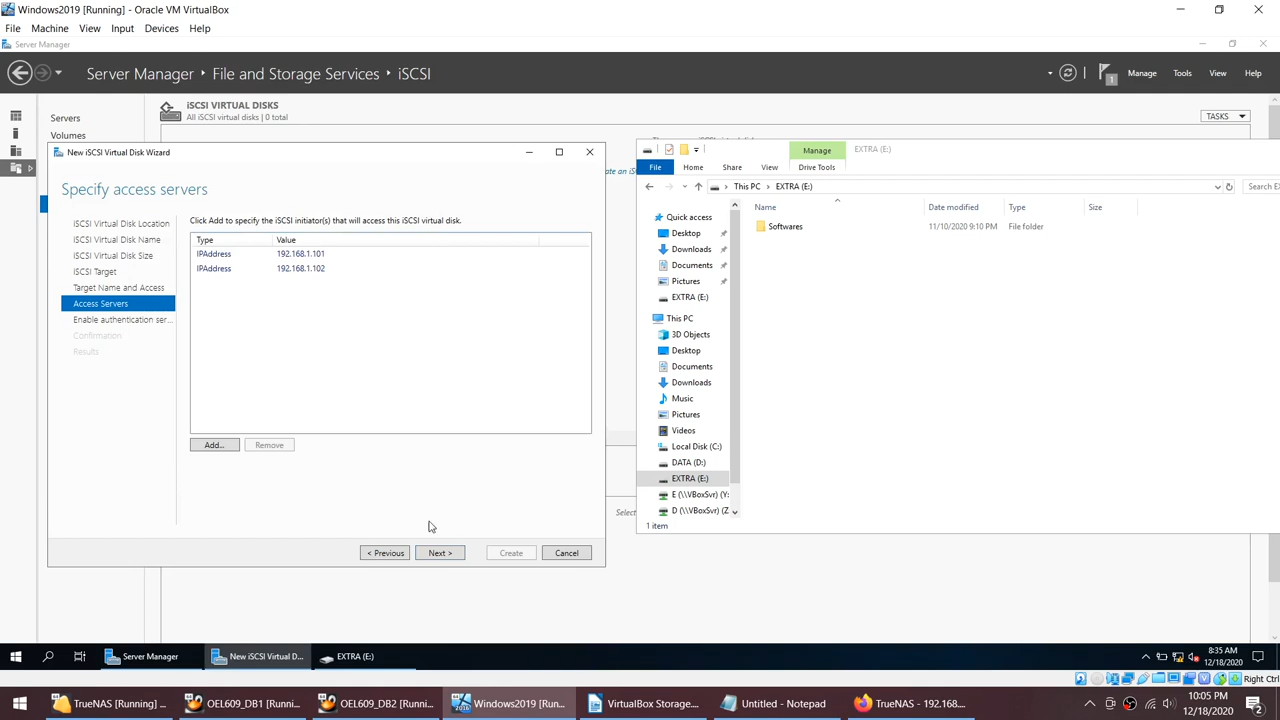 Windows2019 [Running] - Oracle VM VirtualBox
File Machine View Input Devices Help
Server Manager
Server Manager File and Storage Services iSCSI
1
Manage Tools View Help
Servers
Volumes
iSCSI VIRTUAL DISKS
All iSCSI virtual disks | 0 total
TASKS
New iSCSI Virtual Disk Wizard
Specify access servers
iSCSI Virtual Disk Location
iSCSI Virtual Disk Name
iSCSI Virtual Disk Size
iSCSI Target
Target Name and Access
Access Servers
Enable authentication ser...
Confirmation
Results
Click Add to specify the iSCSI initiator(s) that will access this iSCSI virtual disk.
Type Value
IPAddress 192.168.1.101
IPAddress 192.168.1.102
Add... Remove
< Previous Next > Create Cancel
Manage EXTRA (E:)
File Home Share View Drive Tools
This PC EXTRA (E:)
Search EX
Quick access
Desktop
Downloads
Documents
Pictures
EXTRA (E:)
This PC
3D Objects
Desktop
Documents
Downloads
Music
Pictures
Videos
Local Disk (C:)
DATA (D:)
EXTRA (E:)
E (\\VBoxSvr) (Y:
D (\\VBoxSvr) (Z
Name Date modified Type Size
Softwares 11/10/2020 9:10 PM File folder
1 item
Selec
Server Manager New iSCSI Virtual D... EXTRA (E:)
8:35 AM
12/18/2020
Right Ctrl
TrueNAS [Running] ... OEL609_DB1 [Runni... OEL609_DB2 [Runni... Windows2019 [Run... VirtualBox Storage.... Untitled - Notepad TrueNAS - 192.168....
10:05 PM
12/18/2020
2